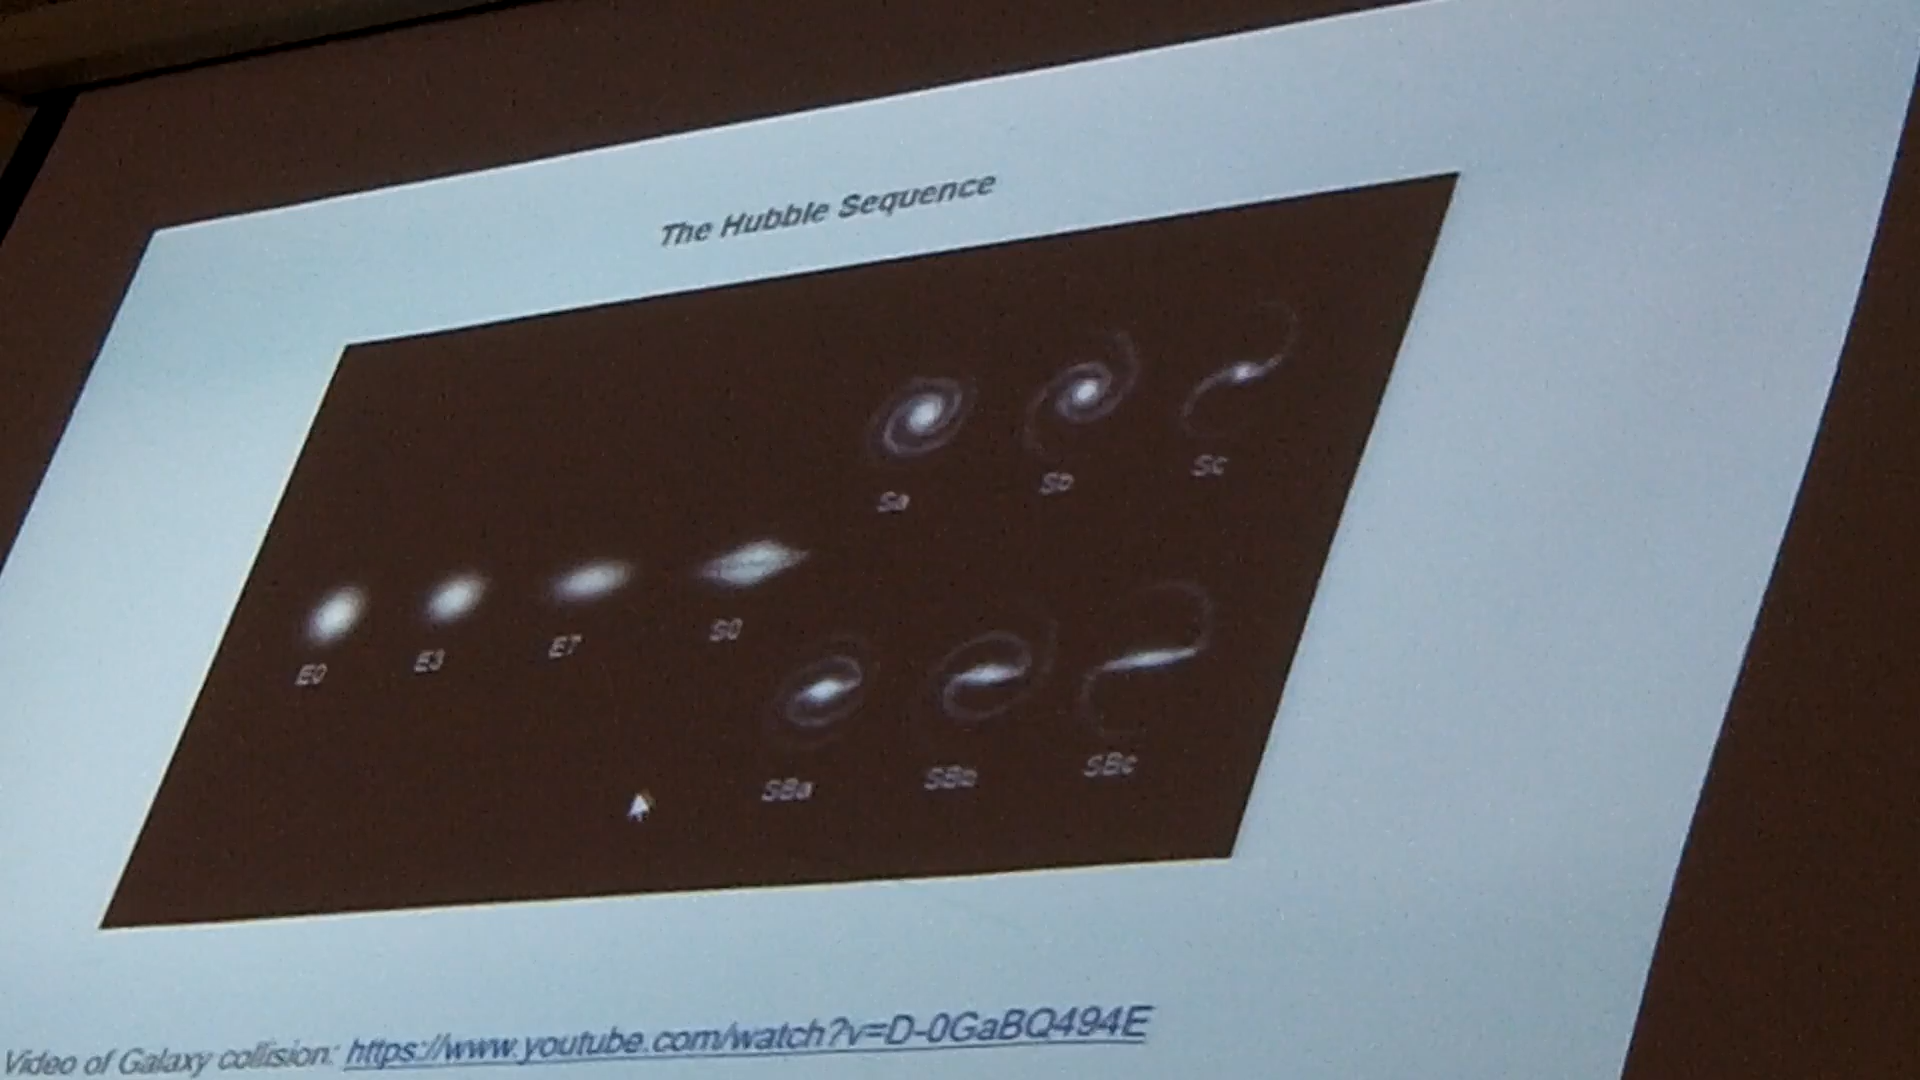 The Hubble Sequence
Sa Sb Sc
E0 E3 E7 S0
SBa SBb SBc
Video of Galaxy collision: https://www.youtube.com/watch?v=D-0GaBQ494E